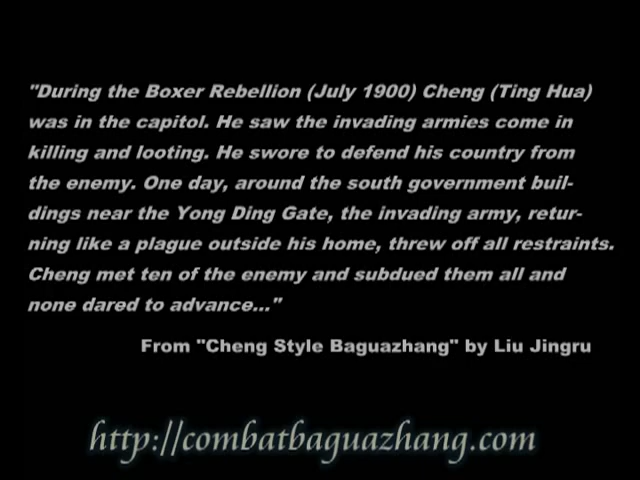 "During the Boxer Rebellion (July 1900) Cheng (Ting Hua)
was in the capitol. He saw the invading armies come in
killing and looting. He swore to defend his country from
the enemy. One day, around the south government buil-
dings near the Yong Ding Gate, the invading army, retur-
ning like a plague outside his home, threw off all restraints.
Cheng met ten of the enemy and subdued them all and
none dared to advance..."
From "Cheng Style Baguazhang" by Liu Jingru
http://combatbaguazhang.com